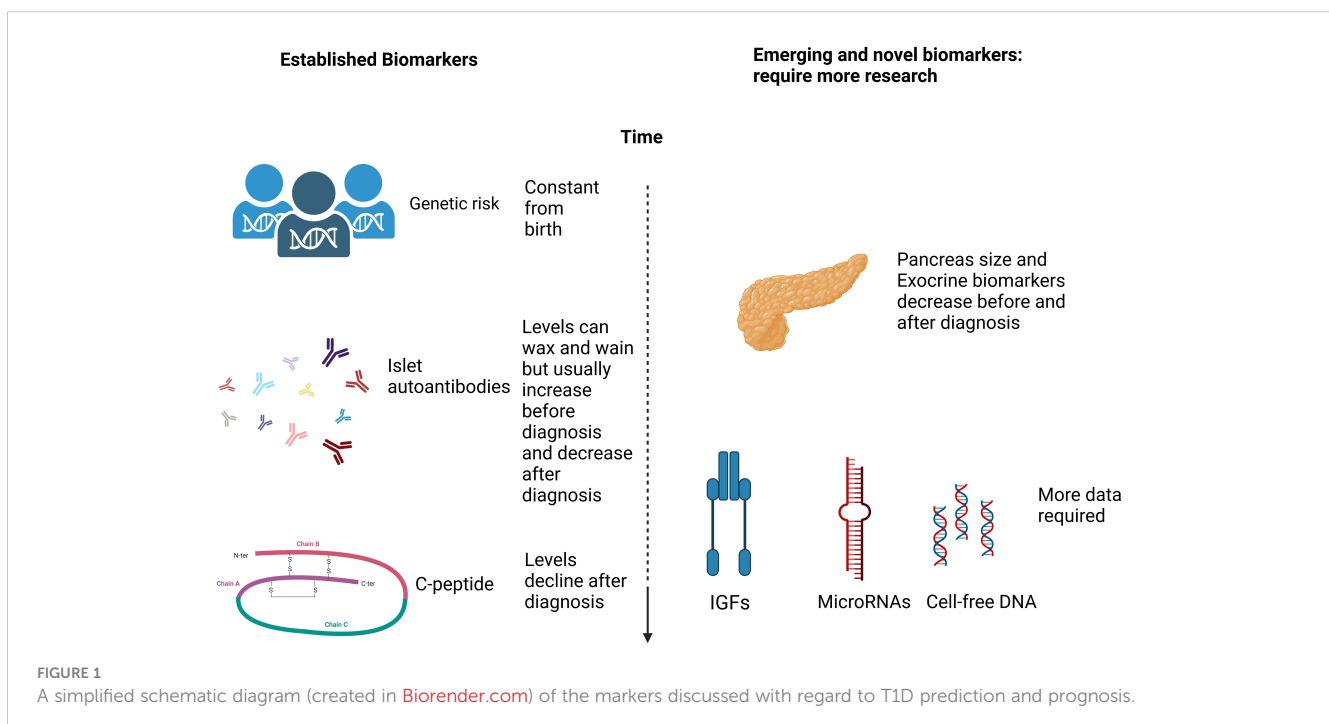 Established Biomarkers
Emerging and novel biomarkers:
require more research
Time
Genetic risk
Constant
from
birth
Pancreas size and
Exocrine biomarkers
decrease before and
after diagnosis
Islet
autoantibodies
Levels can
wax and wain
but usually
increase
before
diagnosis
and decrease
after
diagnosis
More data
required
IGFs
MicroRNAs
Cell-free DNA
N-ter
Chain B
S
S
S
S
Chain A
S
S
C-ter
Chain C
C-peptide
Levels
decline after
diagnosis
FIGURE 1
A simplified schematic diagram (created in Biorender.com) of the markers discussed with regard to T1D prediction and prognosis.